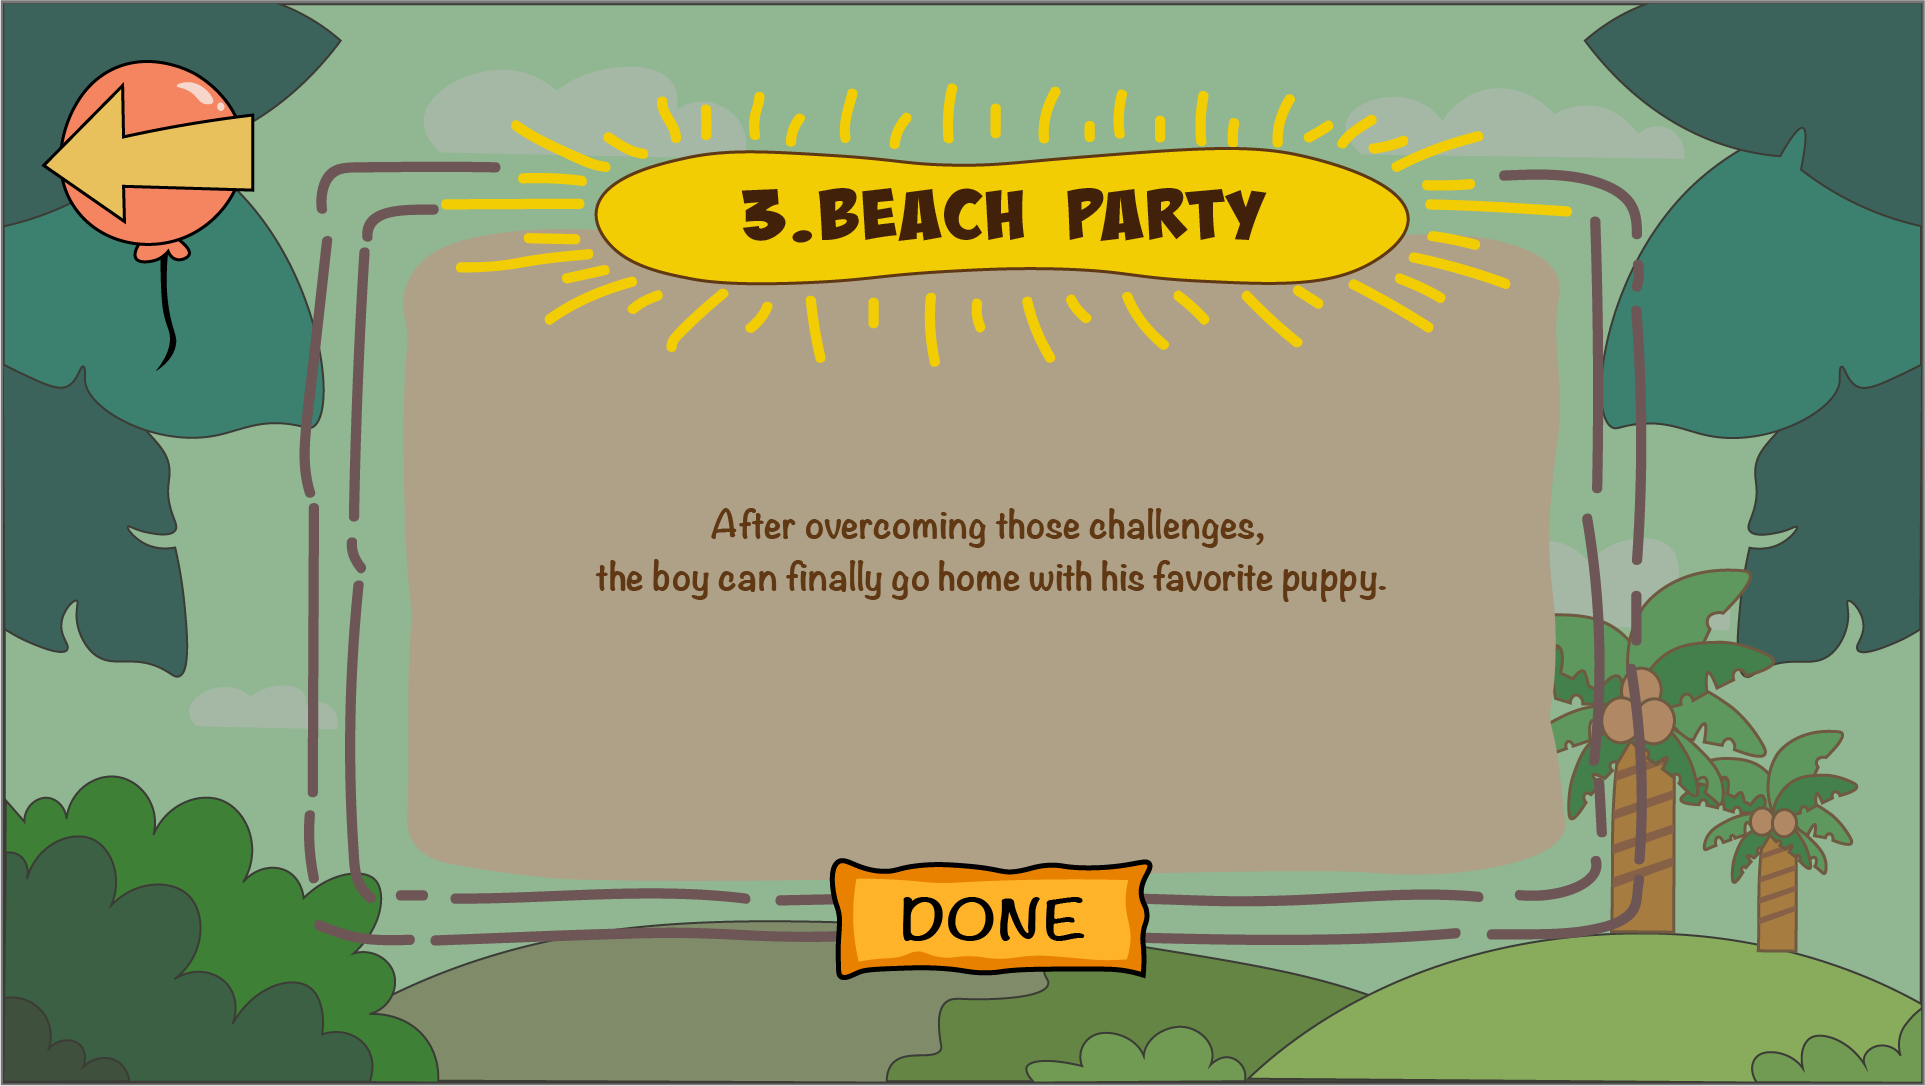 3.BEACH PARTY
After overcoming those challenges,
the boy can finally go home with his favorite puppy.
DONE